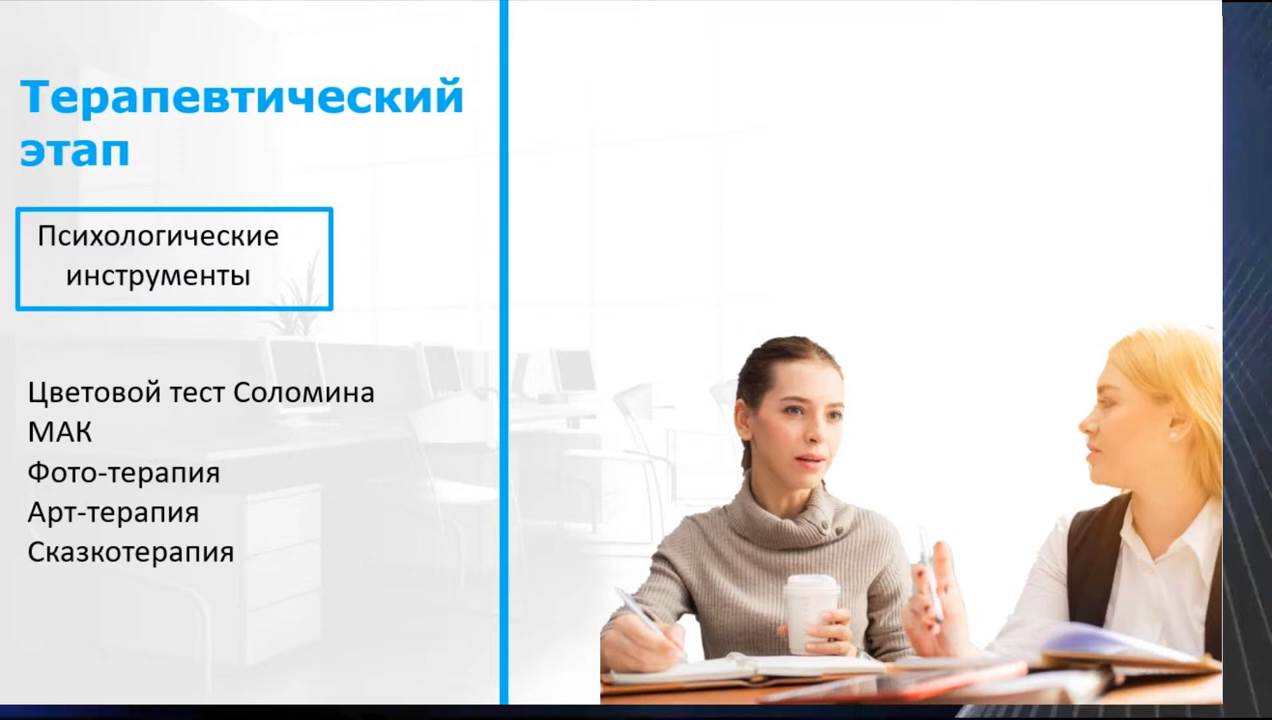 Терапевтический
этап
Психологические
инструменты
Цветовой тест Соломина
МАК
Фото-терапия
Арт-терапия
Сказкотерапия